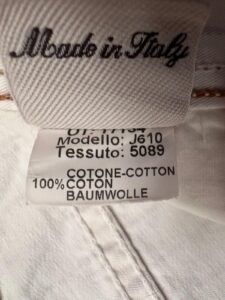 Made in Italy
Modello: J610
Tessuto: 5089
COTONE-COTTON
100% COTON
BAUMWOLLE